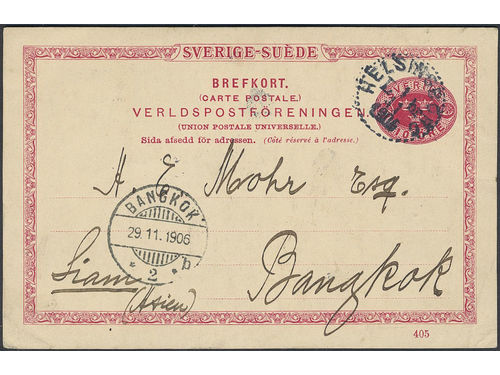 SVERIGE-SUÈDE
BREFKORT.
(CARTE POSTALE.)
VERLDSPOSTFÖRENINGEN
(UNION POSTALE UNIVERSELLE.)
Sida afsedd för adressen. (Côté réservé à l'adresse.)
SVERIGE
H. E. Mohr Esq.
BANGKOK.
29.11.1906
2 b
Siam
(Asien)
Bangkok
405